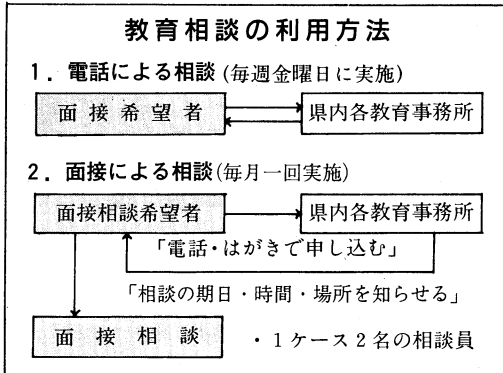 教育相談の利用方法
1．電話による相談(毎週金曜日に実施)
面接希望者 県内各教育事務所
2．面接による相談(毎月一回実施)
面接相談希望者 県内各教育事務所
「電話・はがきで申し込む」
「相談の期日・時間・場所を知らせる」
面接相談 ・1ケース2名の相談員